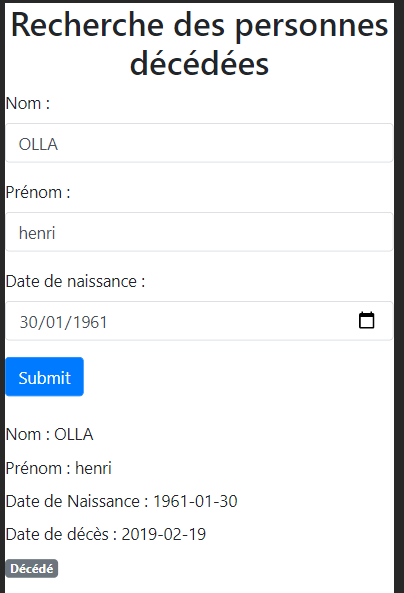 Recherche des personnes
décédées
Nom :
OLLA
Prénom :
henri
Date de naissance :
30/01/1961
Submit
Nom : OLLA
Prénom : henri
Date de Naissance : 1961-01-30
Date de décès : 2019-02-19
Décédé